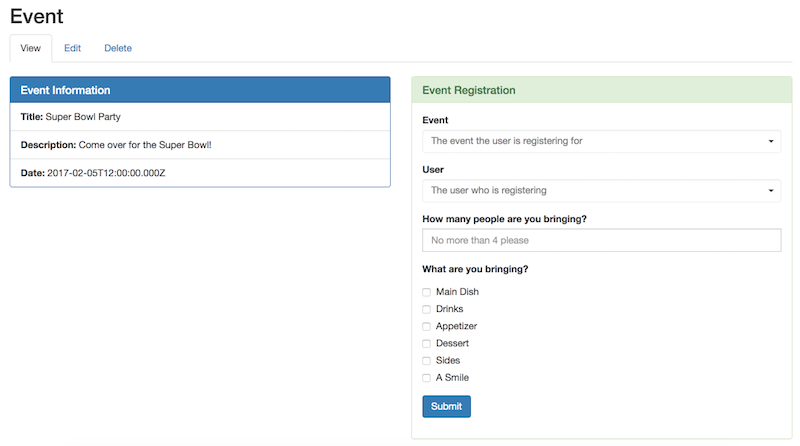 Event
View Edit Delete
Event Information
Title: Super Bowl Party
Description: Come over for the Super Bowl!
Date: 2017-02-05T12:00:00.000Z
Event Registration
Event
The event the user is registering for
User
The user who is registering
How many people are you bringing?
No more than 4 please
What are you bringing?
Main Dish
Drinks
Appetizer
Dessert
Sides
A Smile
Submit